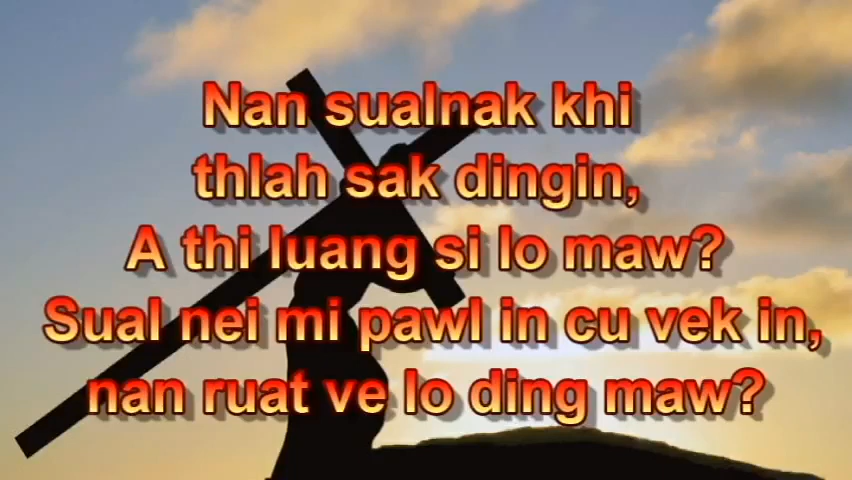 Nan sualnak khi
thlah sak dingin,
A thi luang si lo maw?
Sual nei mi pawl in cu vek in,
nan ruat ve lo ding maw?